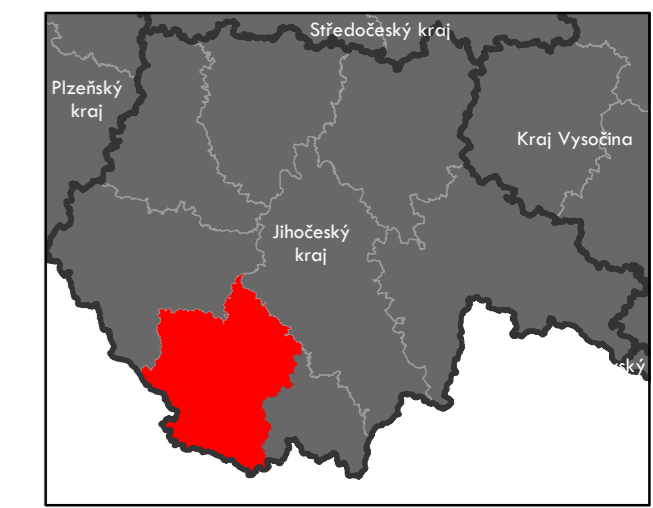 Středočeský kraj
Plzeňský
kraj
Kraj Vysočina
Jihočeský
kraj